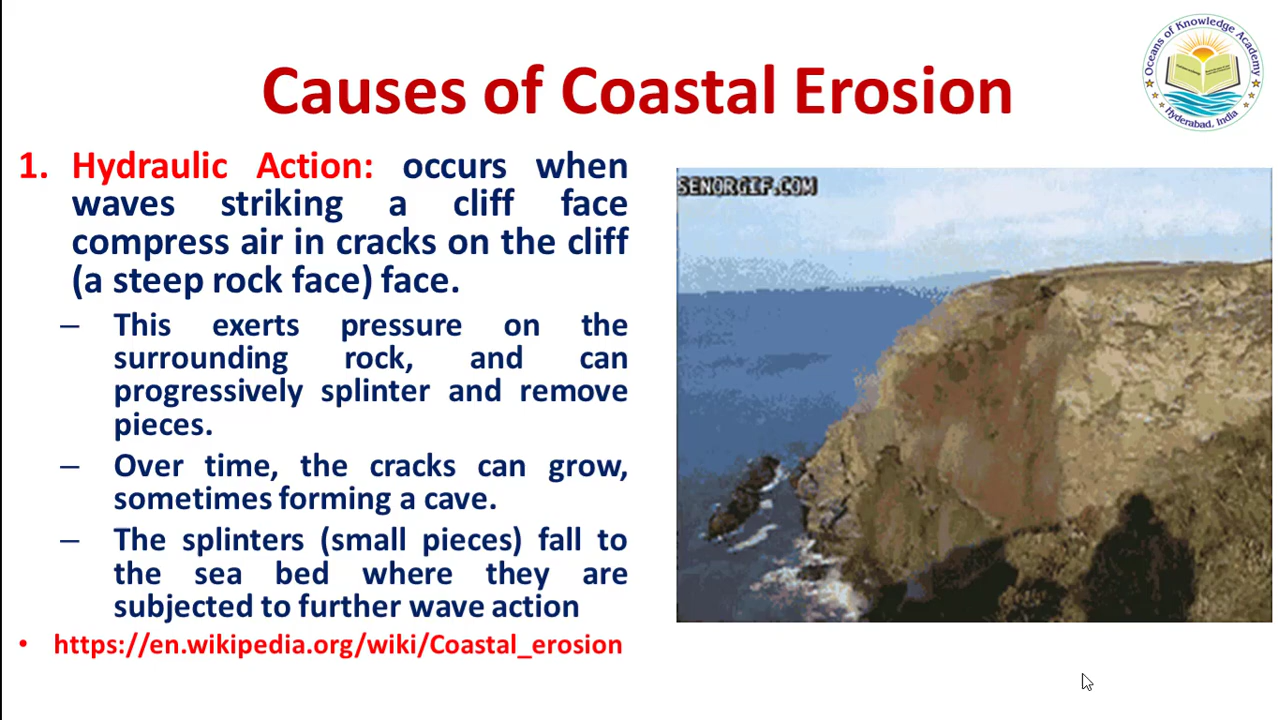 Causes of Coastal Erosion
Oceans of Knowledge Academy
Hyderabad, India
1. Hydraulic Action: occurs when
waves striking a cliff face
compress air in cracks on the cliff
(a steep rock face) face.
– This exerts pressure on the
surrounding rock, and can
progressively splinter and remove
pieces.
– Over time, the cracks can grow,
sometimes forming a cave.
– The splinters (small pieces) fall to
the sea bed where they are
subjected to further wave action
• https://en.wikipedia.org/wiki/Coastal_erosion
SENORGIF.COM